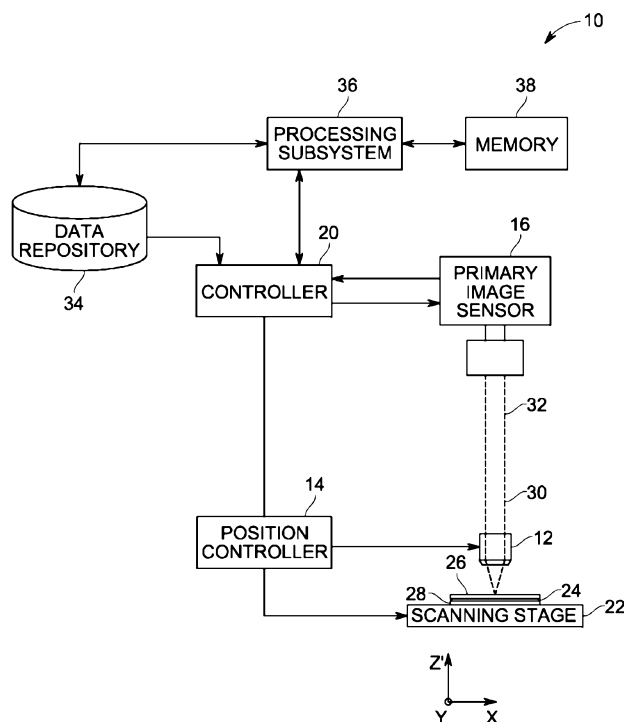 10
36
38
PROCESSING
SUBSYSTEM
MEMORY
DATA
REPOSITORY
34
20
CONTROLLER
16
PRIMARY
IMAGE
SENSOR
32
30
14
POSITION
CONTROLLER
12
26
28
24
SCANNING STAGE
22
Z'
Y
X